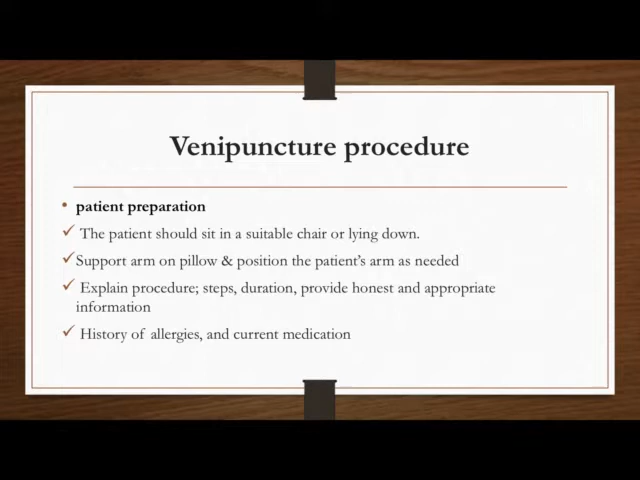 Venipuncture procedure
• patient preparation
✓ The patient should sit in a suitable chair or lying down.
✓Support arm on pillow & position the patient’s arm as needed
✓ Explain procedure; steps, duration, provide honest and appropriate
information
✓ History of allergies, and current medication